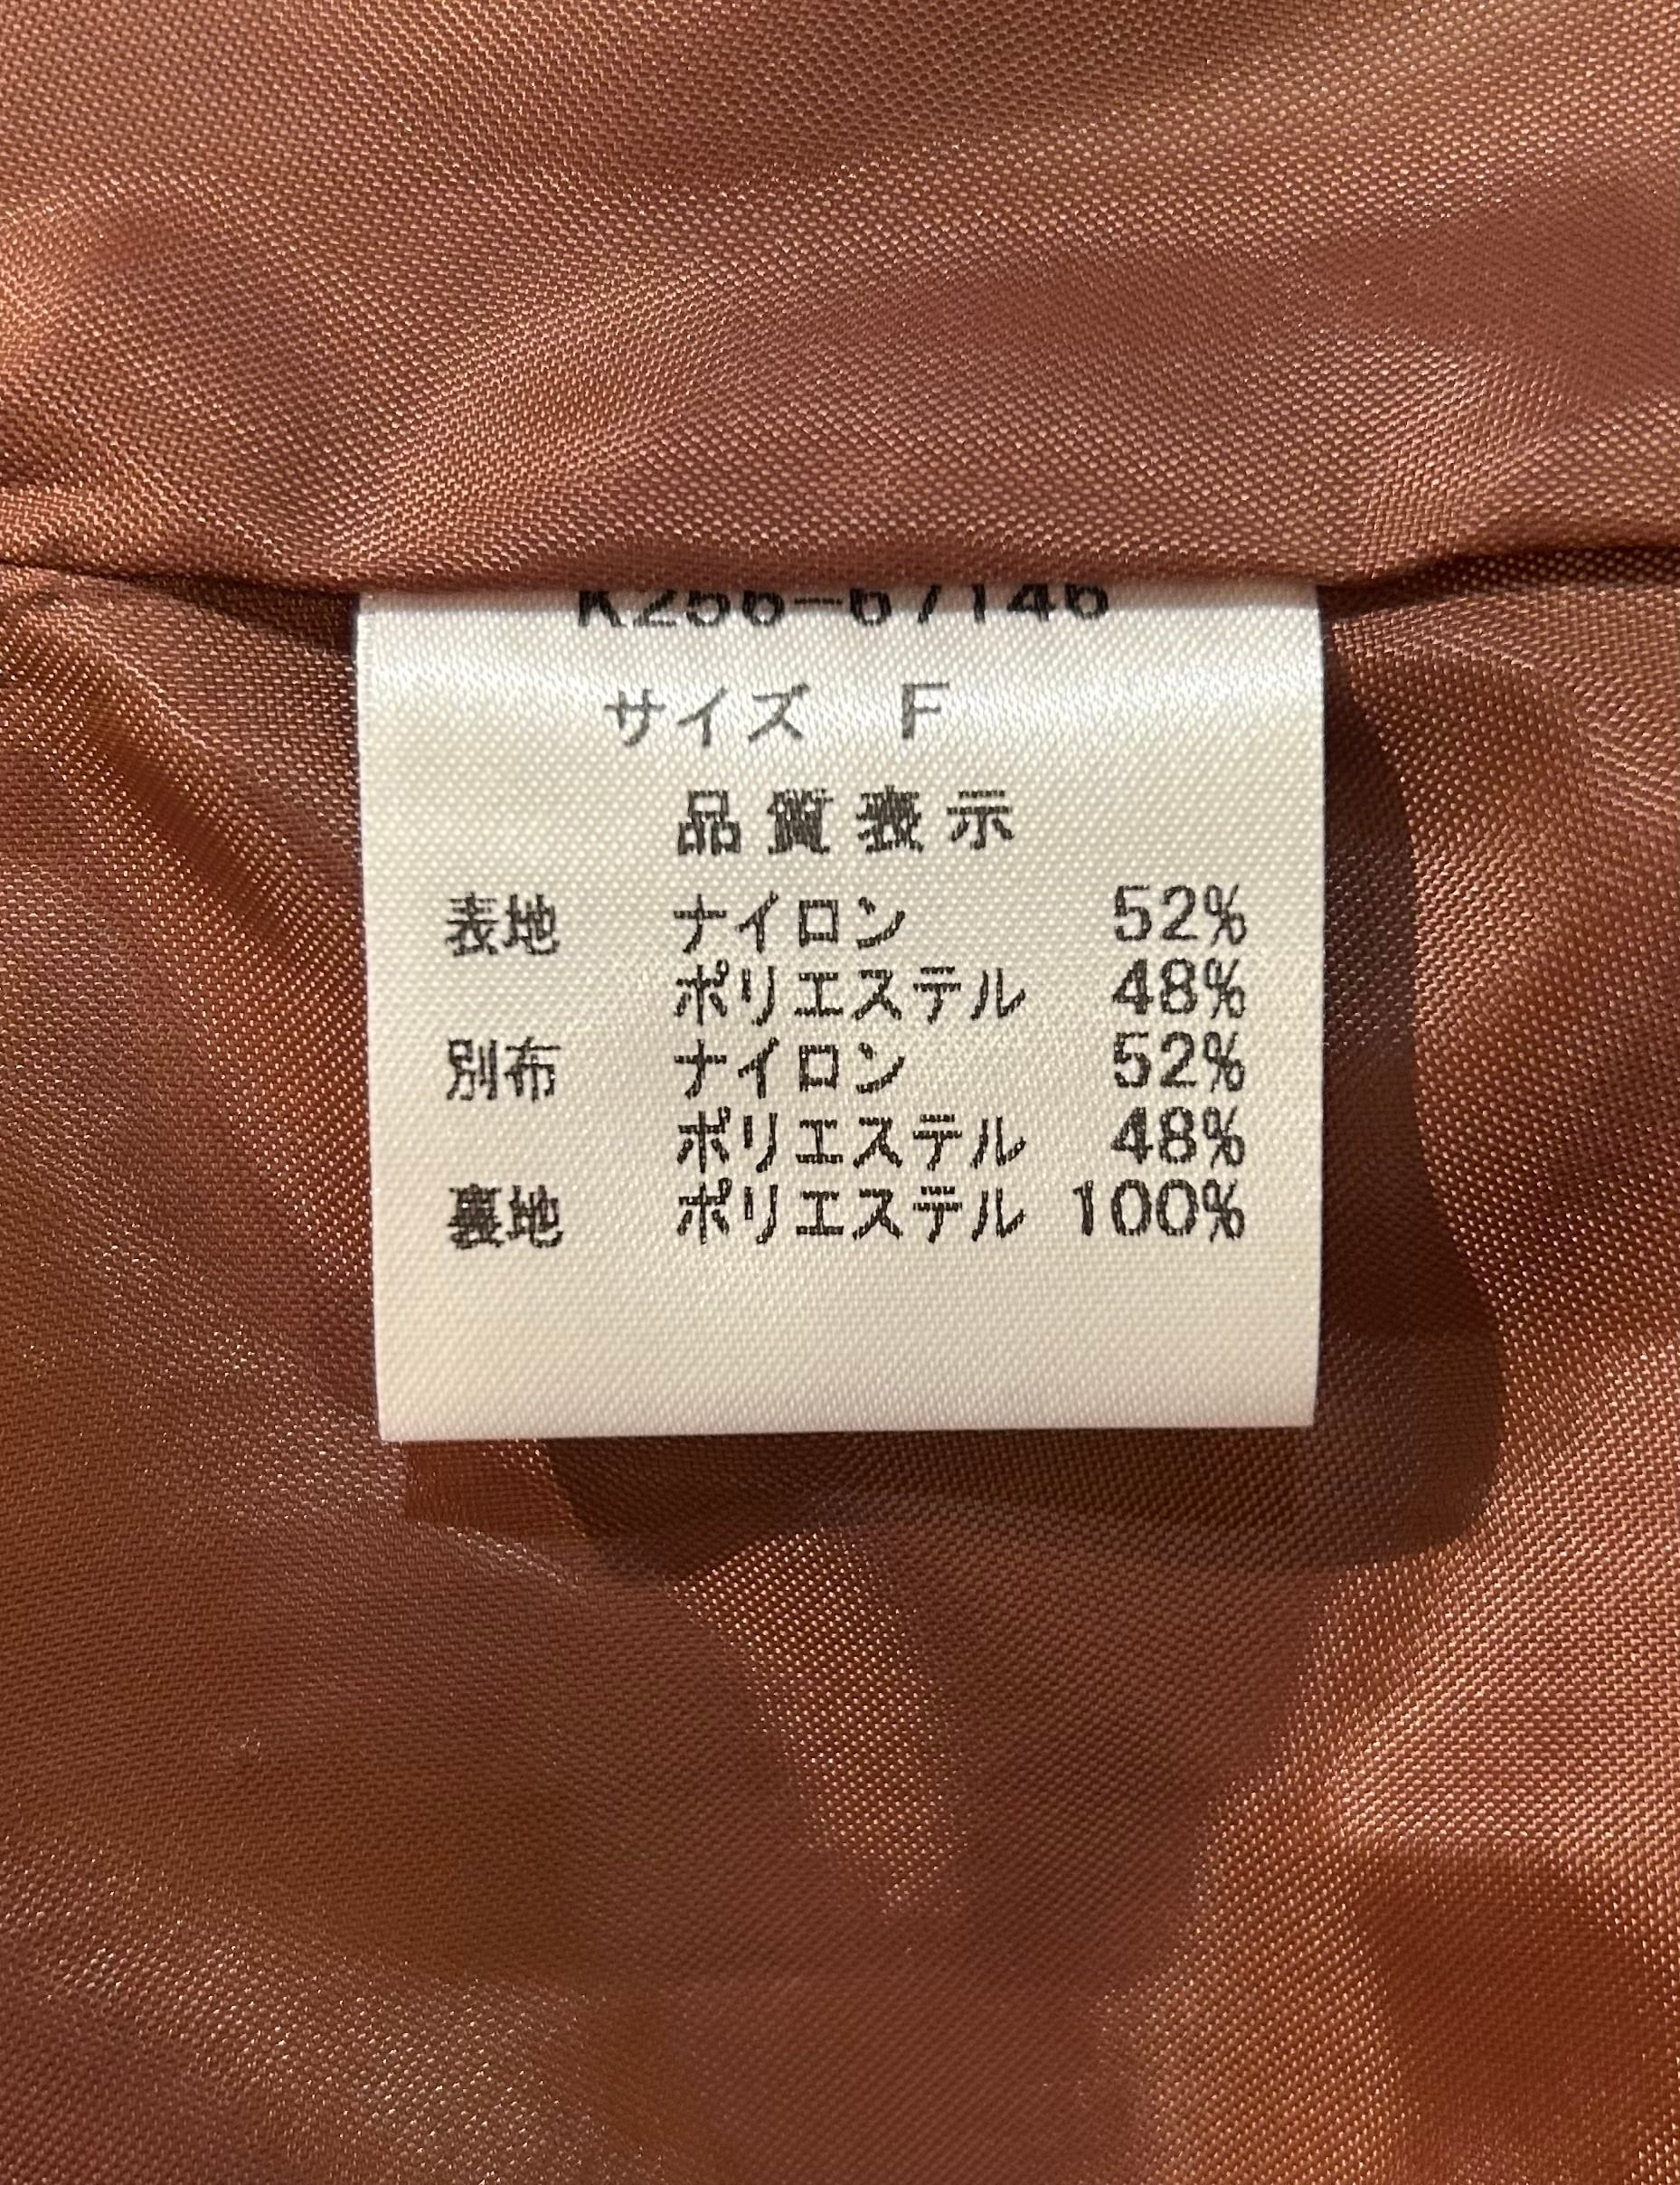 K256-67146
サイズ F
品質表示
表地 ナイロン 52%
ポリエステル 48%
別布 ナイロン 52%
ポリエステル 48%
裏地 ポリエステル 100%